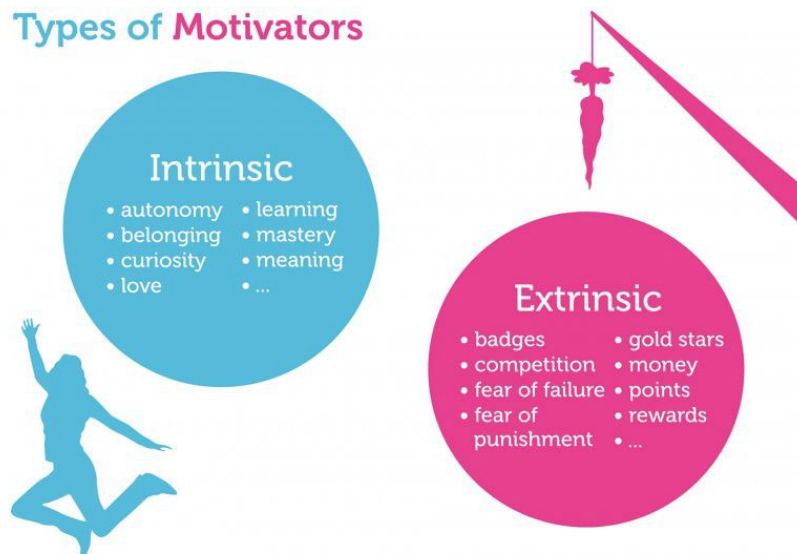 Types of Motivators
Intrinsic
• autonomy
• belonging
• curiosity
• love
• learning
• mastery
• meaning
• ...
Extrinsic
• badges
• competition
• fear of failure
• fear of
punishment
• gold stars
• money
• points
• rewards
• ...